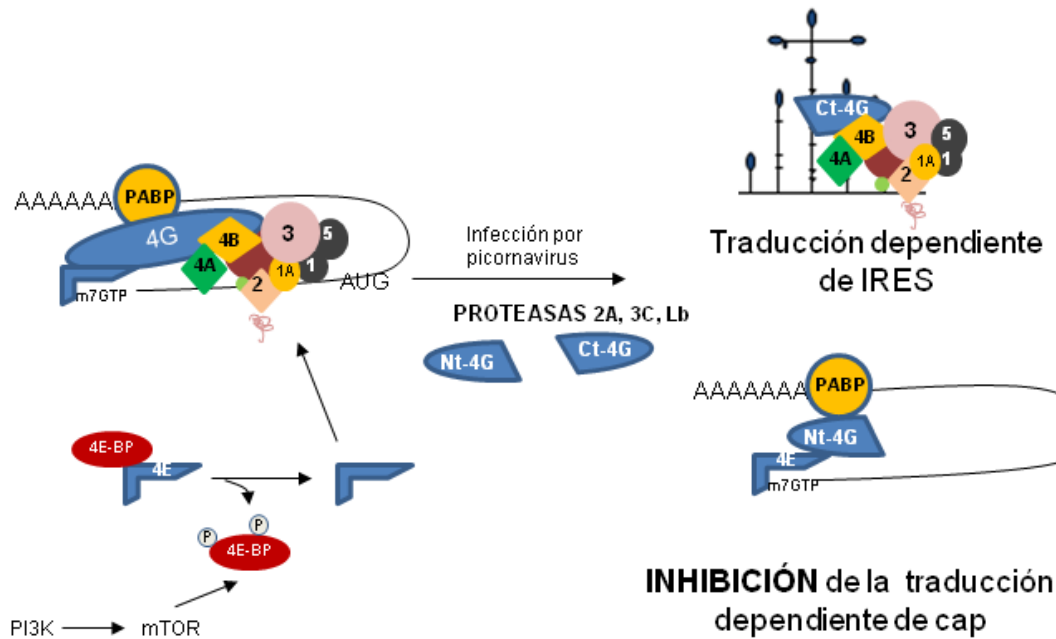 AAAAAA
PABP
4G
4B
4A
3
5
1
1A
2
m7GTP
AUG
Infección por
picornavirus
PROTEASAS 2A, 3C, Lb
Nt-4G
Ct-4G
Ct-4G
4B
3
5
1
1A
4A
2
Traducción dependiente
de IRES
4E-BP
4E
P
P
4E-BP
PI3K
mTOR
AAAAAAA
PABP
Nt-4G
4E
m7GTP
INHIBICIÓN de la traducción
dependiente de cap